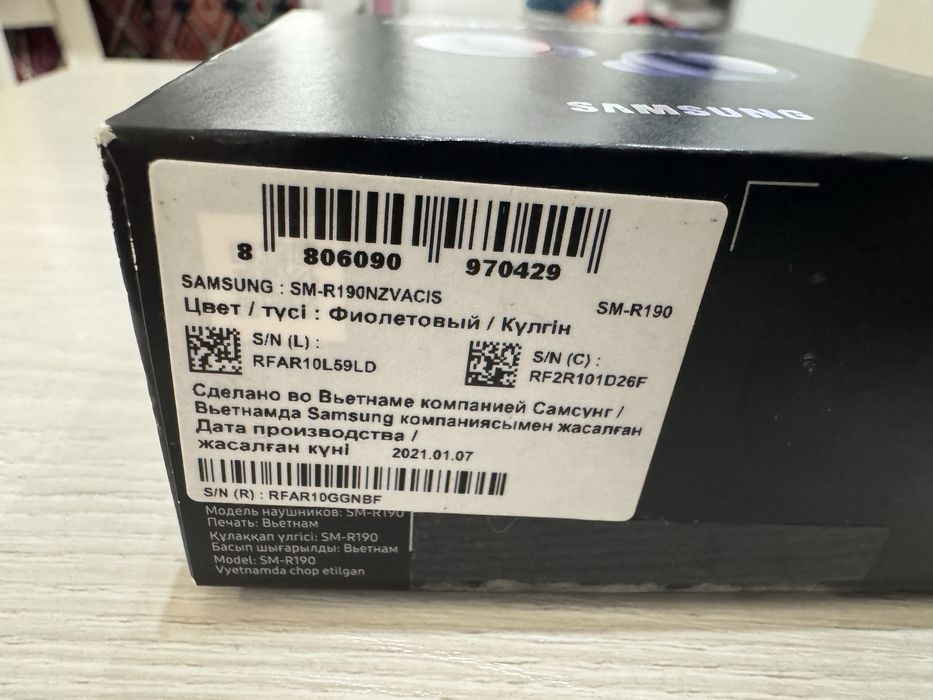 SAMSUNG
8 806090 970429
SAMSUNG : SM-R190NZVACIS
SM-R190
Цвет / түсі : Фиолетовый / Күлгін
S/N (L) :
RFAR10L59LD
S/N (C) :
RF2R101D26F
Сделано во Вьетнаме компанией Самсунг /
Вьетнамда Samsung компаниясымен жасалған
Дата производства /
жасалған күні 2021.01.07
S/N (R) : RFAR10GGNBF
Модель наушников: SM-R190
Печать: Вьетнам
Құлаққап үлгісі: SM-R190
Басып шығарылды: Вьетнам
Model: SM-R190
Vyetnamda chop etilgan